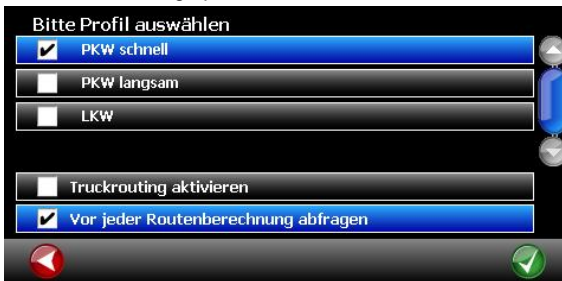 Bitte Profil auswählen
PKW schnell
PKW langsam
LKW
Truckrouting aktivieren
Vor jeder Routenberechnung abfragen